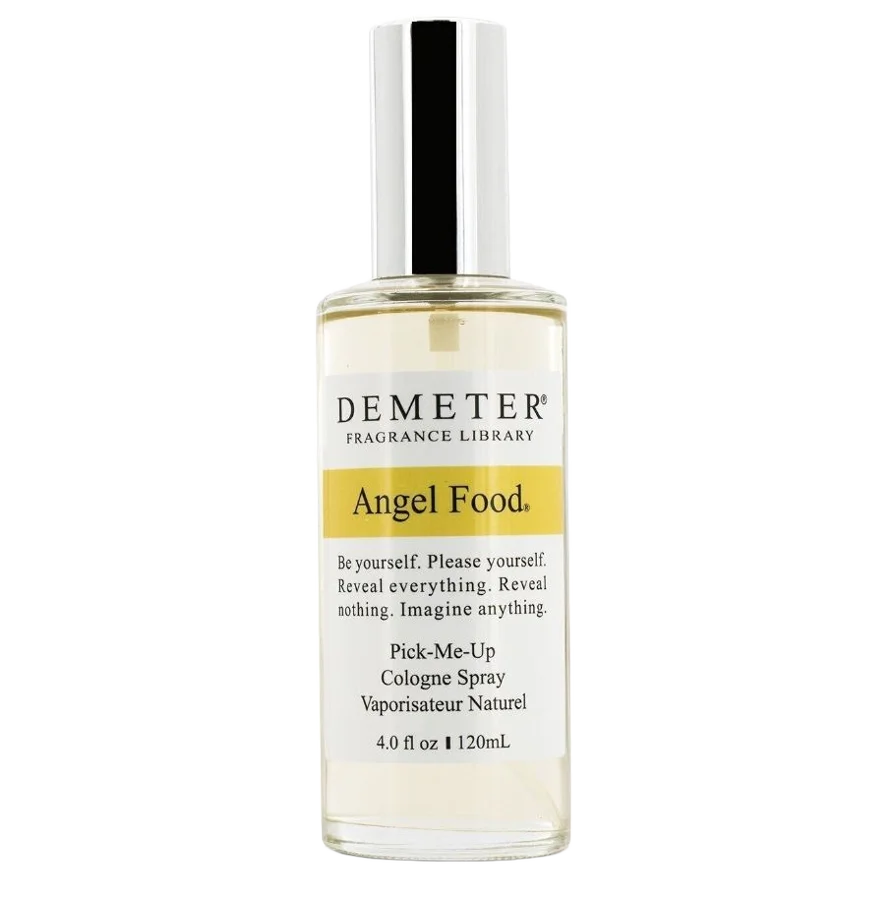 DEMETER®
FRAGRANCE LIBRARY
Angel Food®
Be yourself. Please yourself.
Reveal everything. Reveal
nothing. Imagine anything.
Pick-Me-Up
Cologne Spray
Vaporisateur Naturel
4.0 fl oz ▮ 120mL